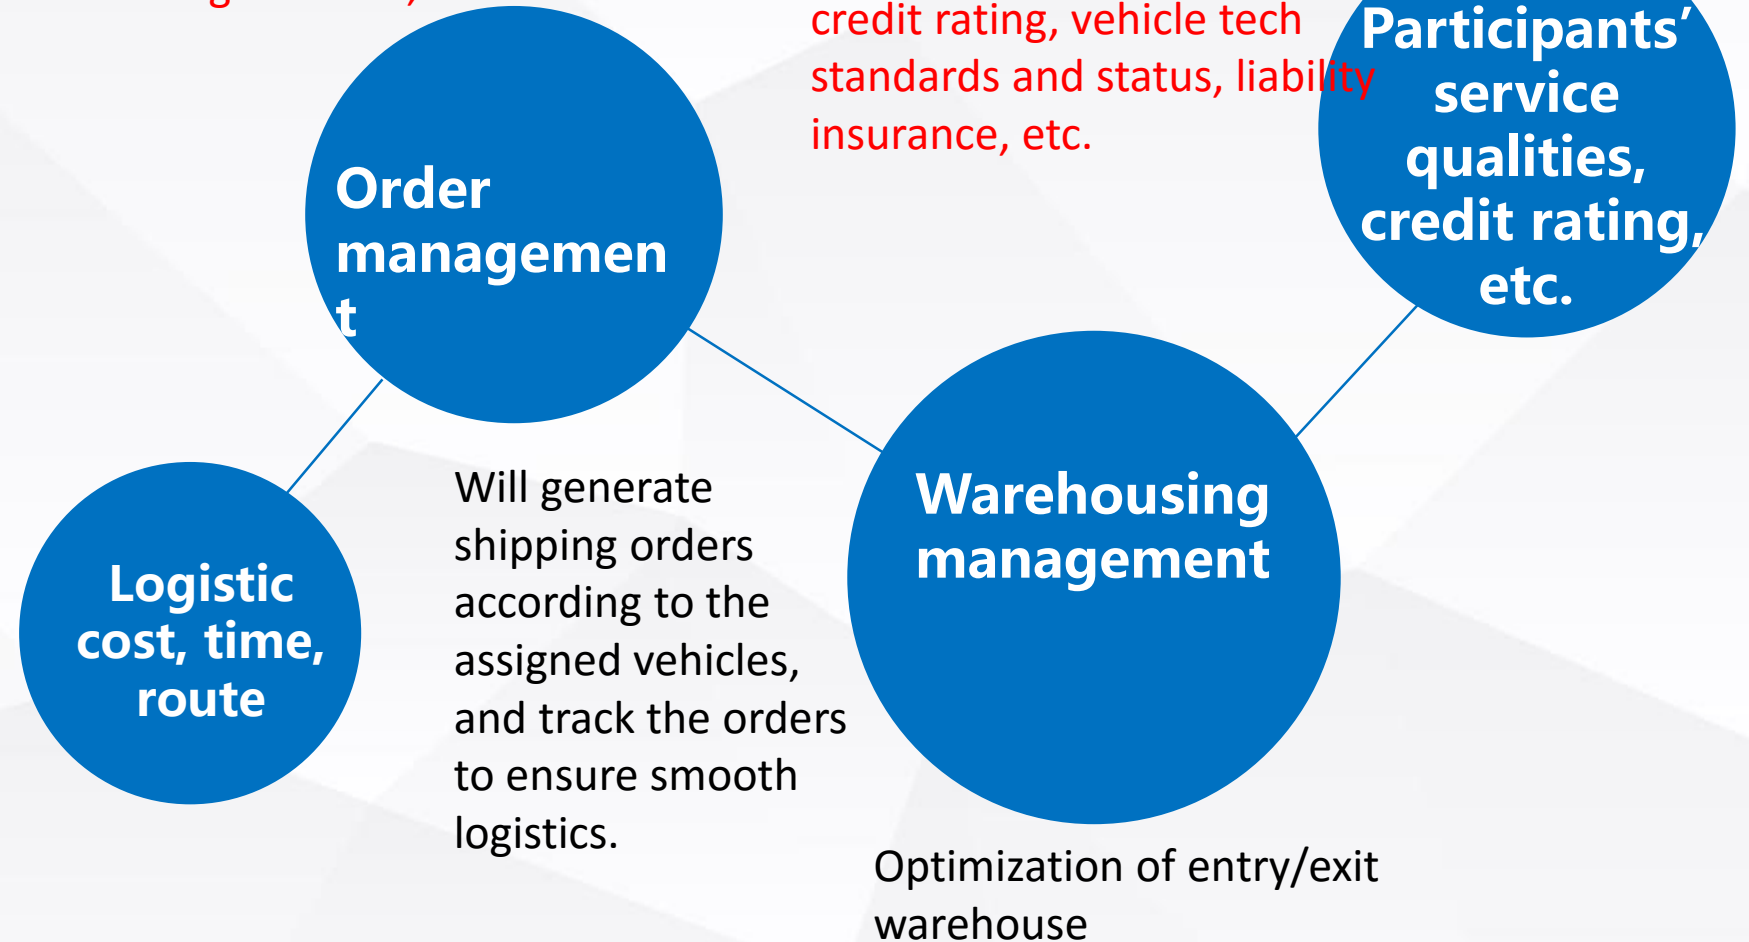 credit rating, vehicle tech
standards and status, liability
insurance, etc.
Participants’
service
qualities,
credit rating,
etc.
Order
managemen
t
Logistic
cost, time,
route
Will generate
shipping orders
according to the
assigned vehicles,
and track the orders
to ensure smooth
logistics.
Warehousing
management
Optimization of entry/exit
warehouse